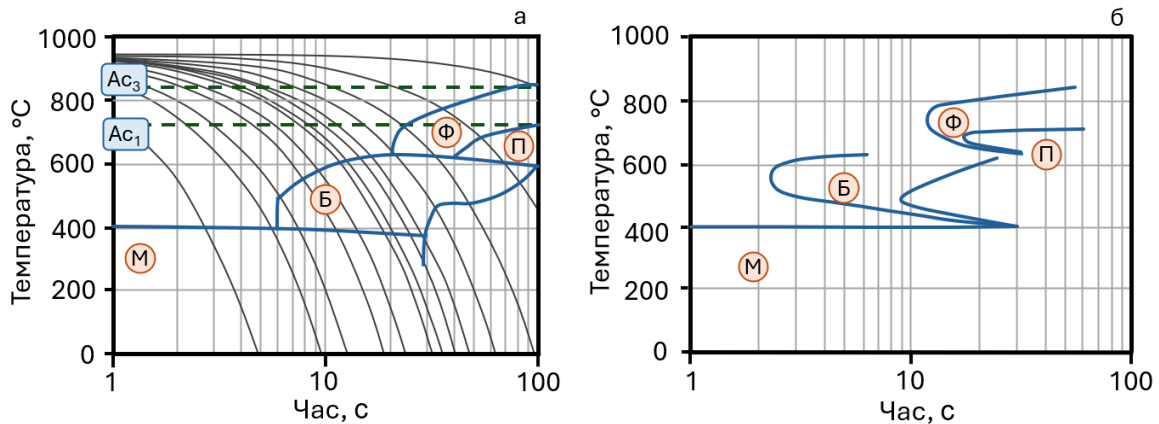 а
Температура, °C
1000
800
600
400
200
0
Ac3
Ac1
Ф
П
Б
М
1
10
100
Час, с
б
Температура, °C
1000
800
600
400
200
0
Ф
П
Б
М
1
10
100
Час, с